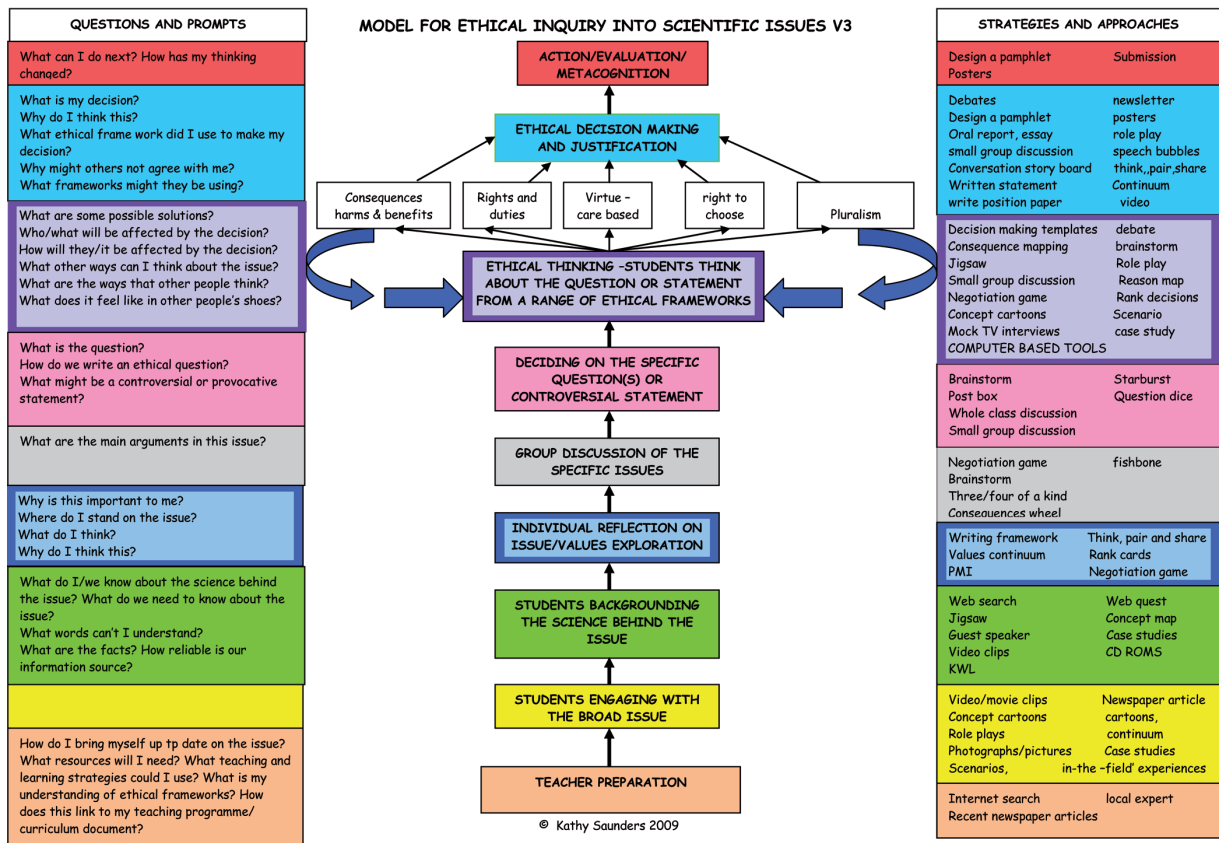 QUESTIONS AND PROMPTS
What can I do next? How has my thinking
changed?
What is my decision?
Why do I think this?
What ethical frame work did I use to make my
decision?
Why might others not agree with me?
What frameworks might they be using?
What are some possible solutions?
Who/what will be affected by the decision?
How will they/it be affected by the decision?
What other ways can I think about the issue?
What are the ways that other people think?
What does it feel like in other people's shoes?
What is the question?
How do we write an ethical question?
What might be a controversial or provocative
statement?
What are the main arguments in this issue?
Why is this important to me?
Where do I stand on the issue?
What do I think?
Why do I think this?
What do I/we know about the science behind
the issue? What do we need to know about the
issue?
What words can't I understand?
What are the facts? How reliable is our
information source?
How do I bring myself up tp date on the issue?
What resources will I need? What teaching and
learning strategies could I use? What is my
understanding of ethical frameworks? How
does this link to my teaching programme/
curriculum document?
MODEL FOR ETHICAL INQUIRY INTO SCIENTIFIC ISSUES V3
ACTION/EVALUATION/
METACOGNITION
ETHICAL DECISION MAKING
AND JUSTIFICATION
Consequences
harms & benefits
Rights and
duties
Virtue –
care based
right to
choose
Pluralism
ETHICAL THINKING –STUDENTS THINK
ABOUT THE QUESTION OR STATEMENT
FROM A RANGE OF ETHICAL FRAMEWORKS
DECIDING ON THE SPECIFIC
QUESTION(S) OR
CONTROVERSIAL STATEMENT
GROUP DISCUSSION OF THE
SPECIFIC ISSUES
INDIVIDUAL REFLECTION ON
ISSUE/VALUES EXPLORATION
STUDENTS BACKGROUNDING
THE SCIENCE BEHIND THE
ISSUE
STUDENTS ENGAGING WITH
THE BROAD ISSUE
TEACHER PREPARATION
© Kathy Saunders 2009
STRATEGIES AND APPROACHES
Design a pamphlet Submission
Posters
Debates newsletter
Design a pamphlet posters
Oral report, essay role play
small group discussion speech bubbles
Conversation story board think,,pair,share
Written statement Continuum
write position paper video
Decision making templates debate
Consequence mapping brainstorm
Jigsaw Role play
Small group discussion Reason map
Negotiation game Rank decisions
Concept cartoons Scenario
Mock TV interviews case study
COMPUTER BASED TOOLS
Brainstorm Starburst
Post box Question dice
Whole class discussion
Small group discussion
Negotiation game fishbone
Brainstorm
Three/four of a kind
Consequences wheel
Writing framework Think, pair and share
Values continuum Rank cards
PMI Negotiation game
Web search Web quest
Jigsaw Concept map
Guest speaker Case studies
Video clips CD ROMS
KWL
Video/movie clips Newspaper article
Concept cartoons cartoons,
Role plays continuum
Photographs/pictures Case studies
Scenarios, in-the –field' experiences
Internet search local expert
Recent newspaper articles